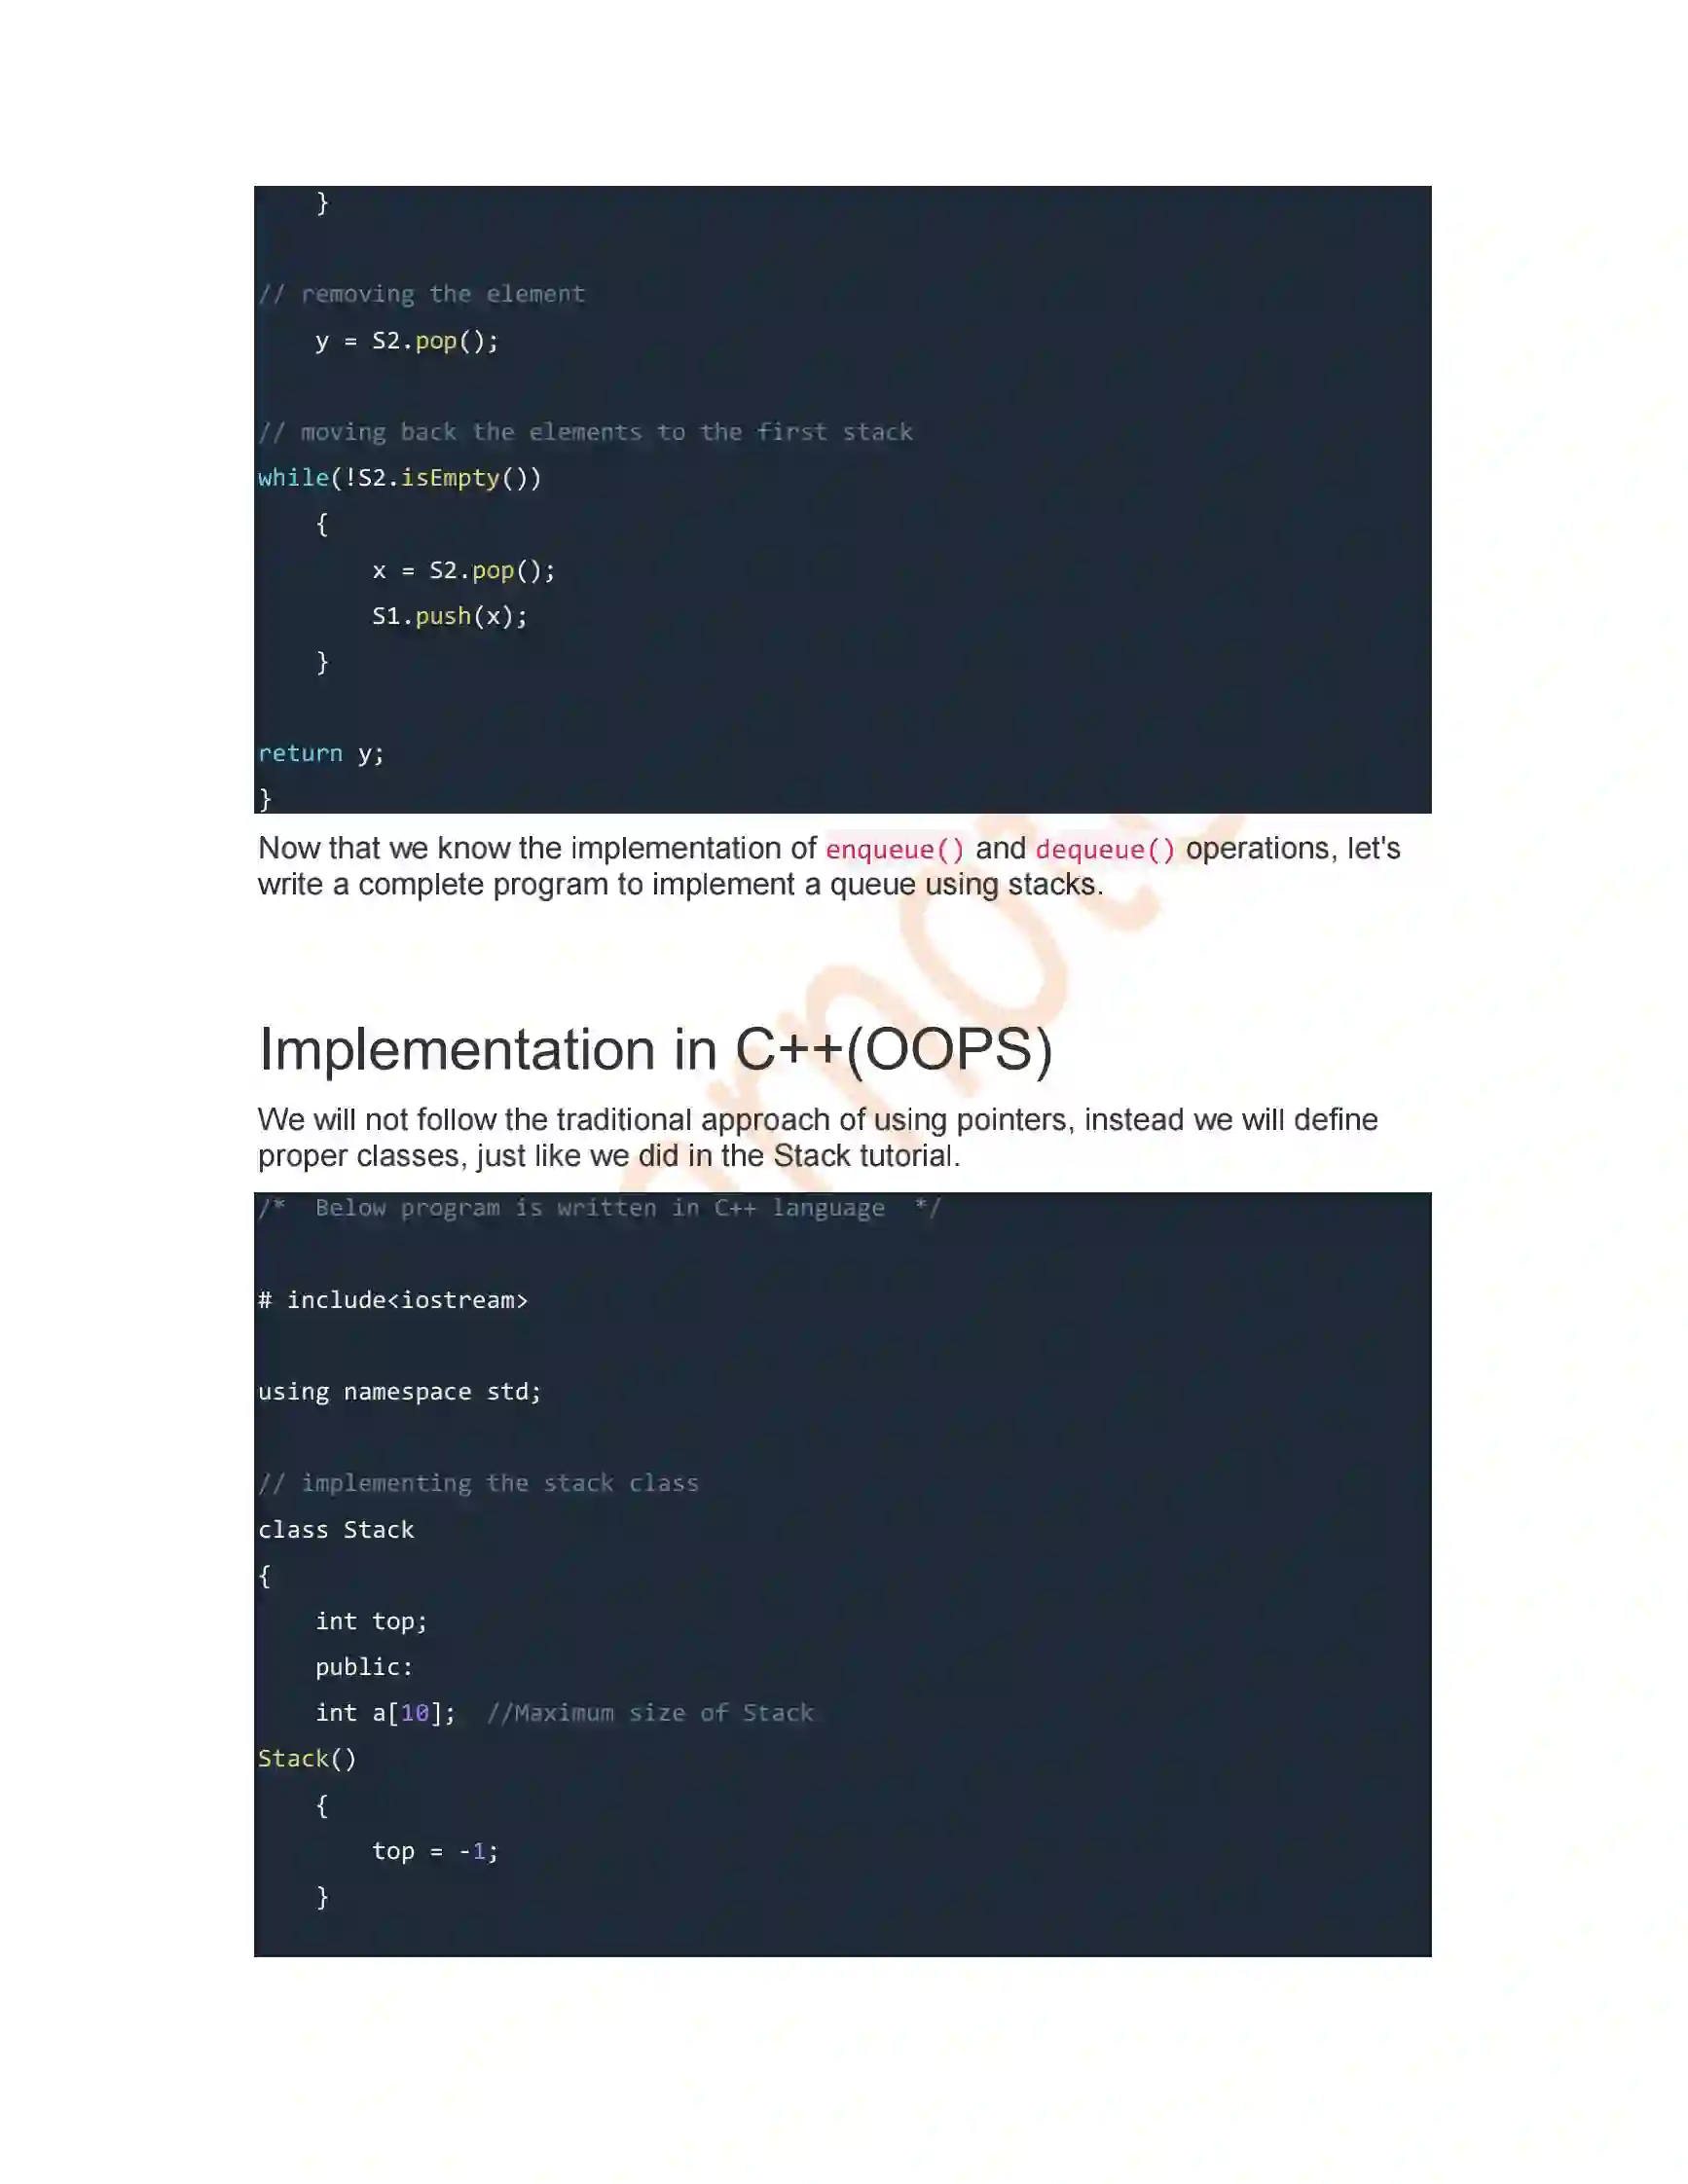 }
// removing the element
    y = S2.pop();
// moving back the elements to the first stack
while(!S2.isEmpty())
    {
        x = S2.pop();
        S1.push(x);
    }
return y;
}
Now that we know the implementation of enqueue() and dequeue() operations, let's
write a complete program to implement a queue using stacks.
Implementation in C++(OOPS)
We will not follow the traditional approach of using pointers, instead we will define
proper classes, just like we did in the Stack tutorial.
/*  Below program is written in C++ language  */
# include<iostream>
using namespace std;
// implementing the stack class
class Stack
{
    int top;
    public:
    int a[10];  //Maximum size of Stack
Stack()
    {
        top = -1;
    }